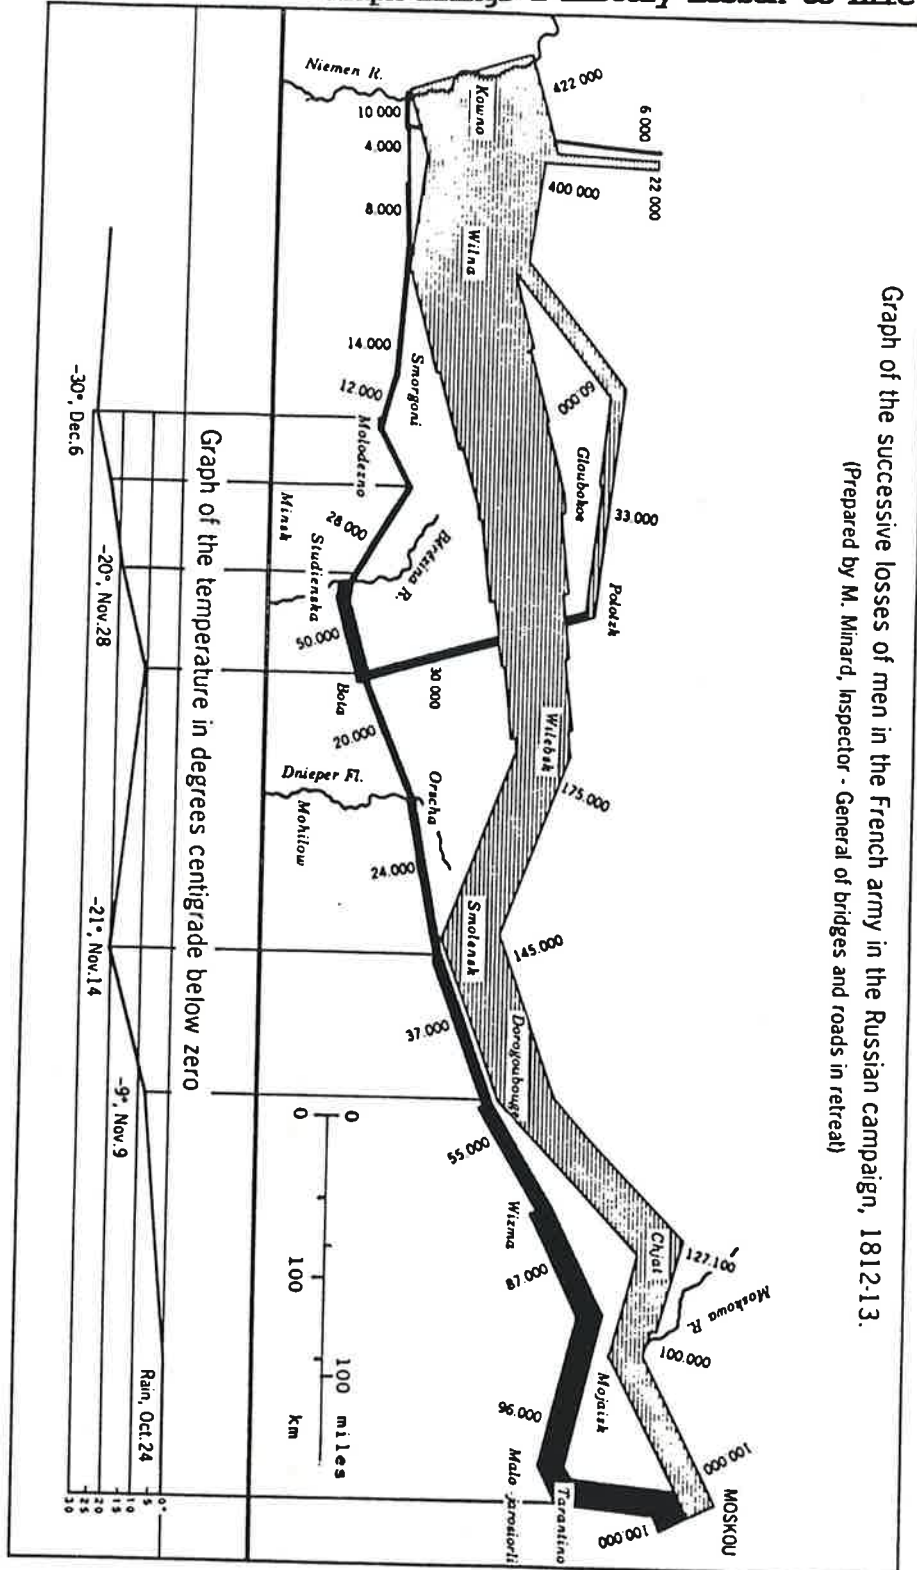 Graph of the successive losses of men in the French army in the Russian campaign, 1812-13.
(Prepared by M. Minard, Inspector - General of bridges and roads in retreat)
Niemen R.
Kowno
422 000
6 000
22 000
400 000
10 000
4,000
8,000
Wilna
14.000
12.000
Smorgoni
Molodezno
60,000
Gloubokoe
33.000
Polotzk
28 000
Minsk
Studienska
Bérézina R.
50.000
Bota
30 000
20.000
Witebsk
175.000
Dnieper Fl.
Mohilow
Orscha
24.000
Smolensk
145.000
37.000
Dorogoubouge
55.000
Wizma
87.000
Chjat
127.100
Moskowa R.
100.000
Mojaisk
96.000
Malo-jarosiorli
Tarantino
100 000
100 000
MOSKOU
0 100 miles
0 100 km
Graph of the temperature in degrees centigrade below zero
-30°, Dec.6
-20°, Nov.28
-21°, Nov.14
-9°, Nov.9
Rain, Oct.24
0°
5
10
15
20
25
30